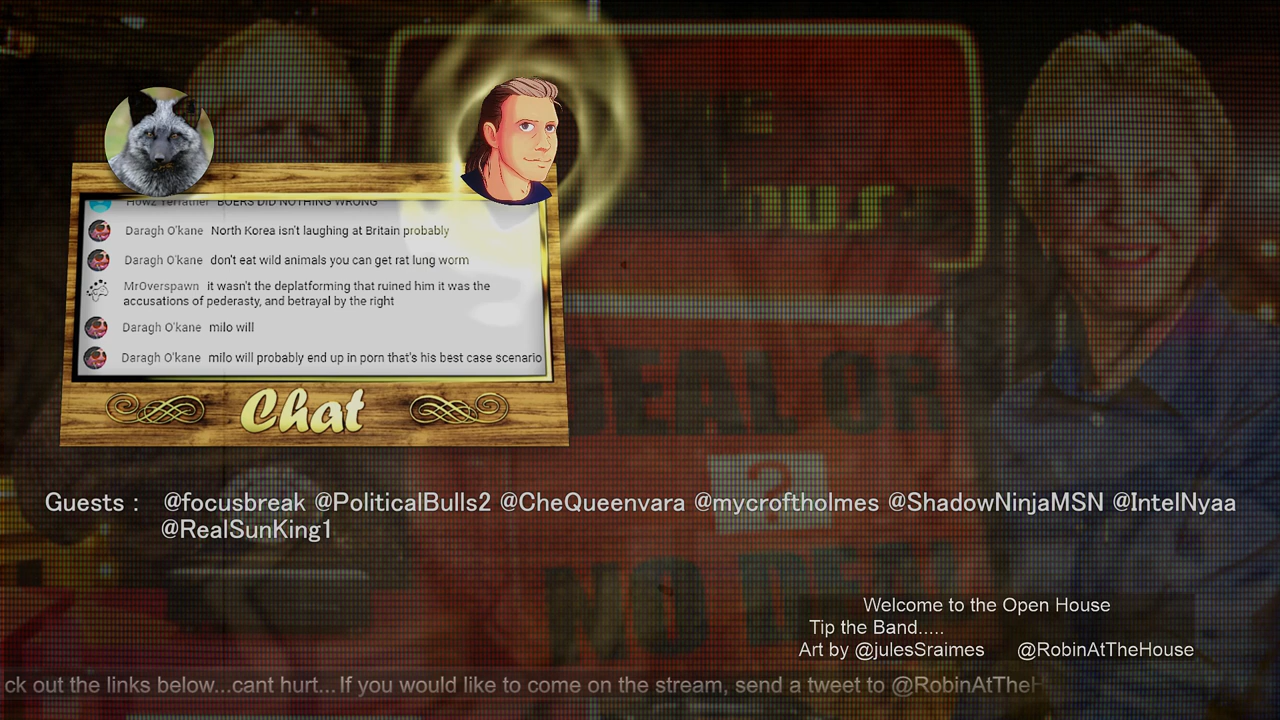 Howz Yerfather BOERS DID NOTHING WRONG
Daragh O'kane North Korea isn't laughing at Britain probably
Daragh O'kane don't eat wild animals you can get rat lung worm
MrOverspawn it wasn't the deplatforming that ruined him it was the
accusations of pederasty, and betrayal by the right
Daragh O'kane milo will
Daragh O'kane milo will probably end up in porn that's his best case scenario
Chat
DEAL OR
?
NO DEAL
Guests : @focusbreak @PoliticalBulls2 @CheQueenvara @mycroftholmes @ShadowNinjaMSN @IntelNyaa
@RealSunKing1
Welcome to the Open House
Tip the Band.....
Art by @julesSraimes @RobinAtTheHouse
ck out the links below...cant hurt... If you would like to come on the stream, send a tweet to @RobinAtTheH